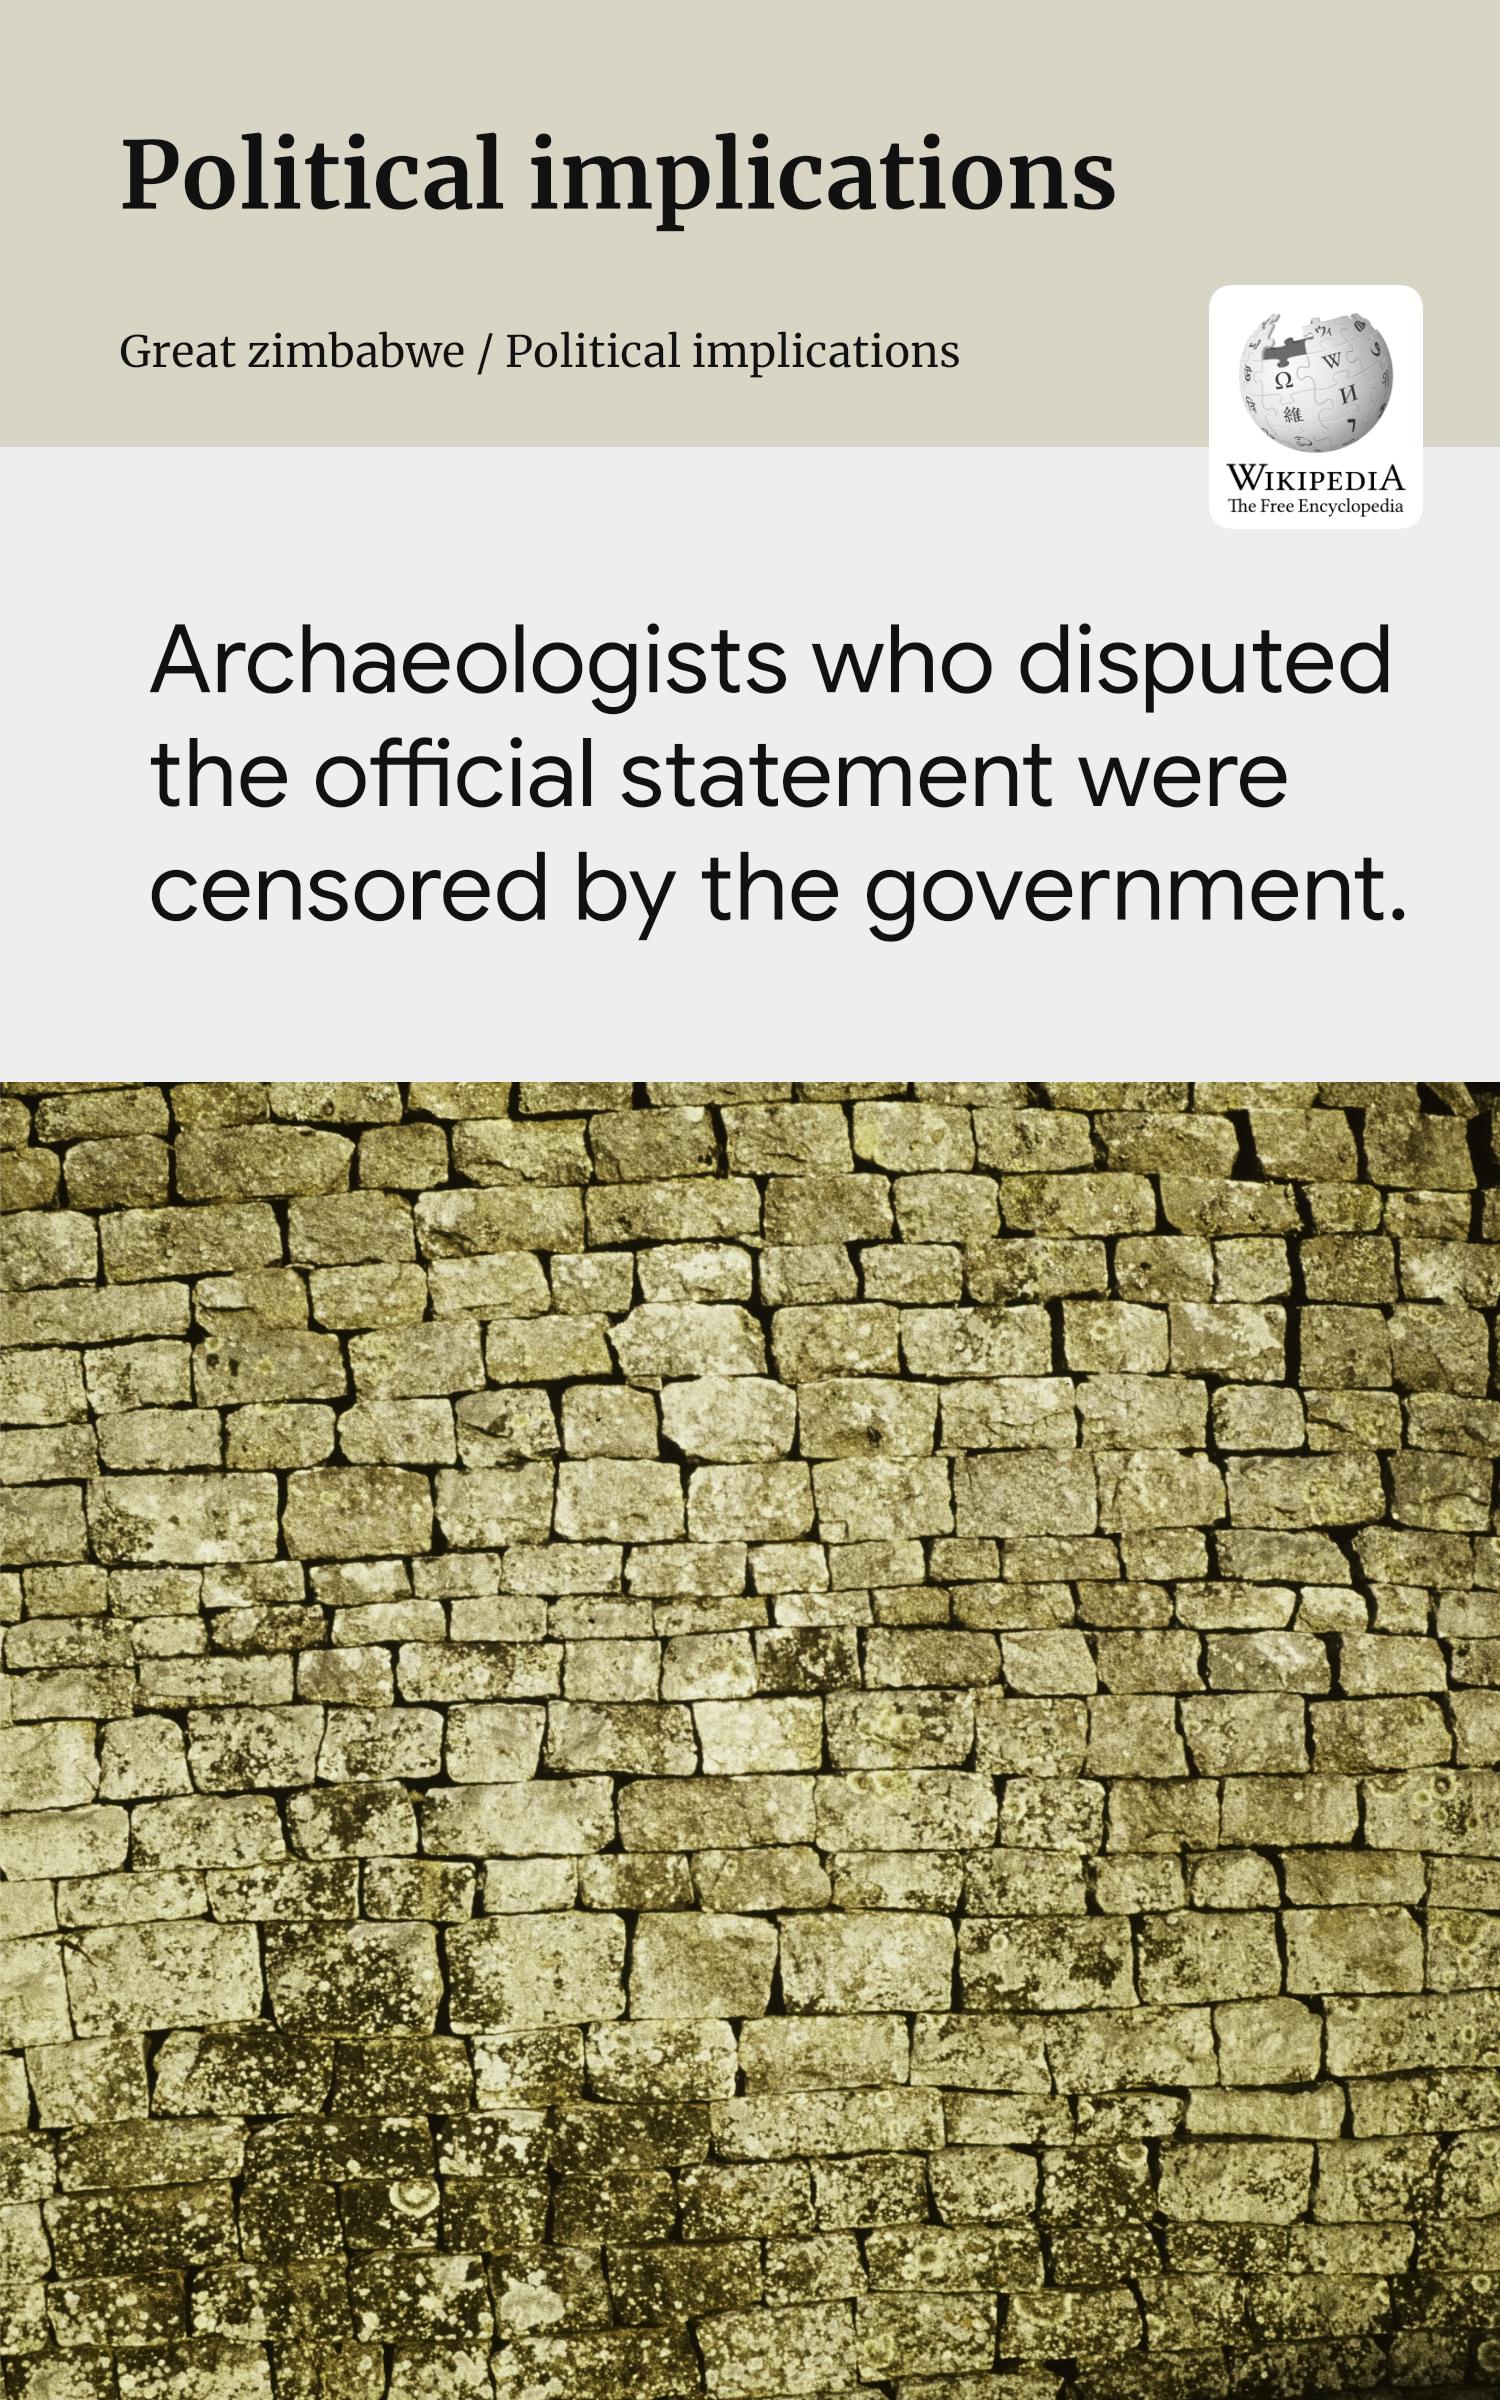 Political implications
Great zimbabwe / Political implications
Ω W И 維
WIKIPEDIA
The Free Encyclopedia
Archaeologists who disputed
the official statement were
censored by the government.